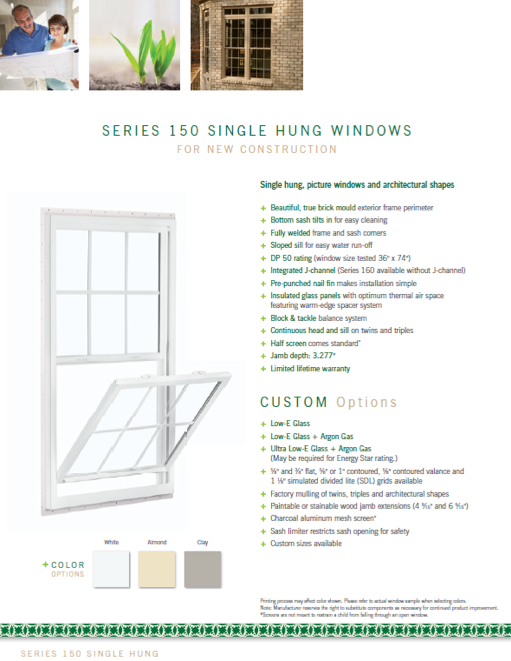 SERIES 150 SINGLE HUNG WINDOWS
FOR NEW CONSTRUCTION
Single hung, picture windows and architectural shapes
+ Beautiful, true brick mould exterior frame perimeter
+ Bottom sash tilts in for easy cleaning
+ Fully welded frame and sash corners
+ Sloped sill for easy water run-off
+ DP 50 rating (window size tested 36" x 74")
+ Integrated J-channel (Series 160 available without J-channel)
+ Pre-punched nail fin makes installation simple
+ Insulated glass panels with optimum thermal air space
featuring warm-edge spacer system
+ Block & tackle balance system
+ Continuous head and sill on twins and triples
+ Half screen comes standard*
+ Jamb depth: 3.277"
+ Limited lifetime warranty
CUSTOM Options
+ Low-E Glass
+ Low-E Glass + Argon Gas
+ Ultra Low-E Glass + Argon Gas
(May be required for Energy Star rating.)
+ ⅝" and ⅞" flat, ⅝" or 1" contoured, ⅝" contoured valance and
1 ⅛" simulated divided lite (SDL) grids available
+ Factory mulling of twins, triples and architectural shapes
+ Paintable or stainable wood jamb extensions (4 9/16" and 6 9/16")
+ Charcoal aluminum mesh screen*
+ Sash limiter restricts sash opening for safety
+ Custom sizes available
White Almond Clay
+ COLOR
OPTIONS
Printing process may affect color shown. Please refer to actual window sample when selecting colors.
Note: Manufacturer reserves the right to substitute components as necessary for continued product improvement.
*Screens are not meant to restrain a child from falling through an open window.
SERIES 150 SINGLE HUNG